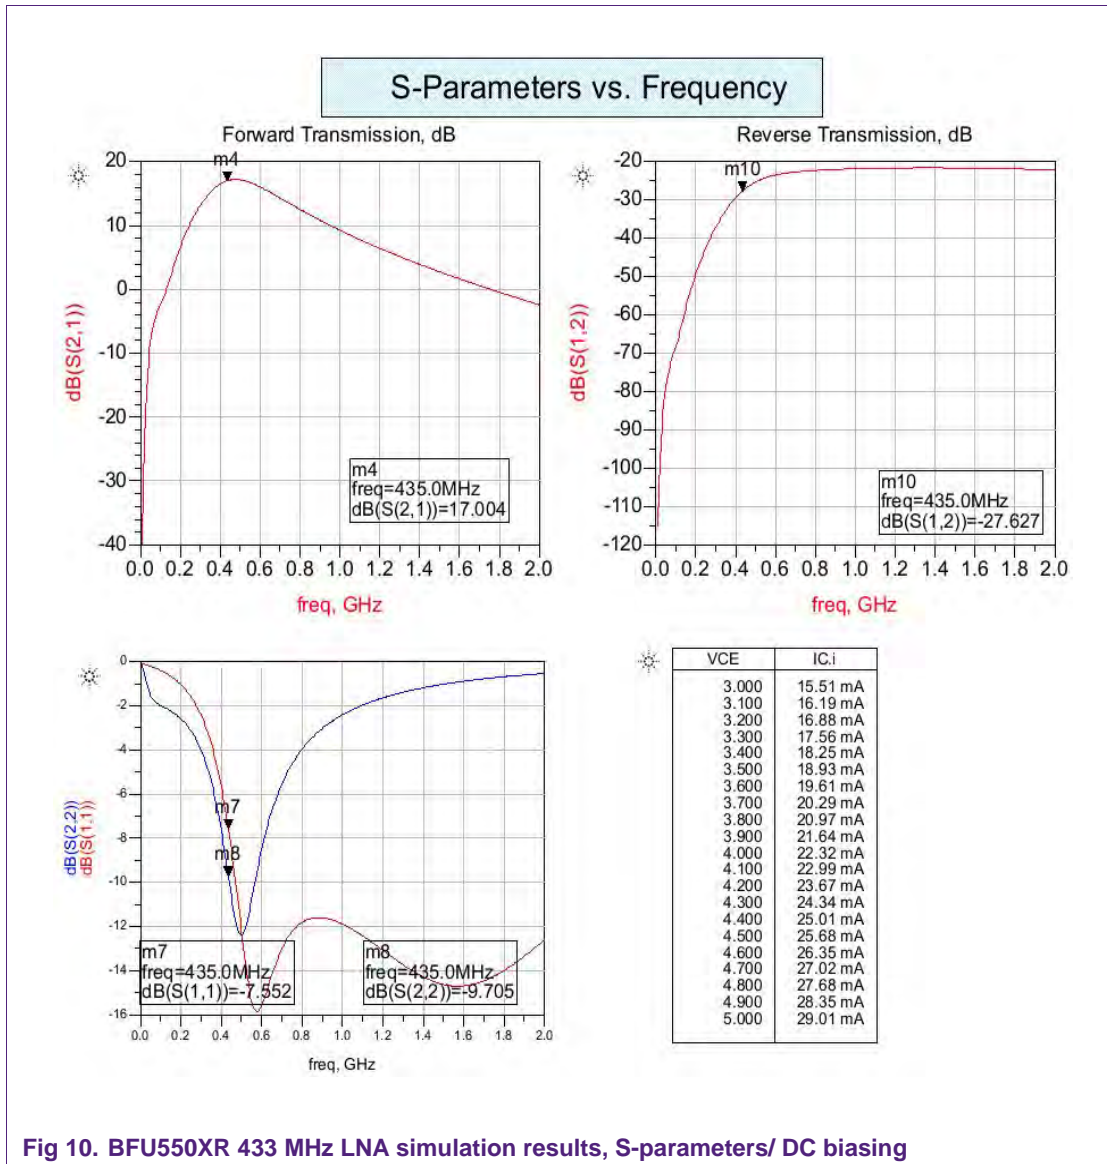 S-Parameters vs. Frequency
Forward Transmission, dB
m4
20
10
0
-10
-20
-30
-40
dB(S(2,1))
m4
freq=435.0MHz
dB(S(2,1))=17.004
0.0 0.2 0.4 0.6 0.8 1.0 1.2 1.4 1.6 1.8 2.0
freq, GHz
Reverse Transmission, dB
m10
-20
-30
-40
-50
-60
-70
-80
-90
-100
-110
-120
dB(S(1,2))
m10
freq=435.0MHz
dB(S(1,2))=-27.627
0.0 0.2 0.4 0.6 0.8 1.0 1.2 1.4 1.6 1.8 2.0
freq, GHz
0
-2
-4
-6
-8
-10
-12
-14
-16
dB(S(2,2))
dB(S(1,1))
m7
m8
m7
freq=435.0MHz
dB(S(1,1))=-7.552
m8
freq=435.0MHz
dB(S(2,2))=-9.705
0.0 0.2 0.4 0.6 0.8 1.0 1.2 1.4 1.6 1.8 2.0
freq, GHz
VCE IC.i
3.000 15.51 mA
3.100 16.19 mA
3.200 16.88 mA
3.300 17.56 mA
3.400 18.25 mA
3.500 18.93 mA
3.600 19.61 mA
3.700 20.29 mA
3.800 20.97 mA
3.900 21.64 mA
4.000 22.32 mA
4.100 22.99 mA
4.200 23.67 mA
4.300 24.34 mA
4.400 25.01 mA
4.500 25.68 mA
4.600 26.35 mA
4.700 27.02 mA
4.800 27.68 mA
4.900 28.35 mA
5.000 29.01 mA
Fig 10. BFU550XR 433 MHz LNA simulation results, S-parameters/ DC biasing